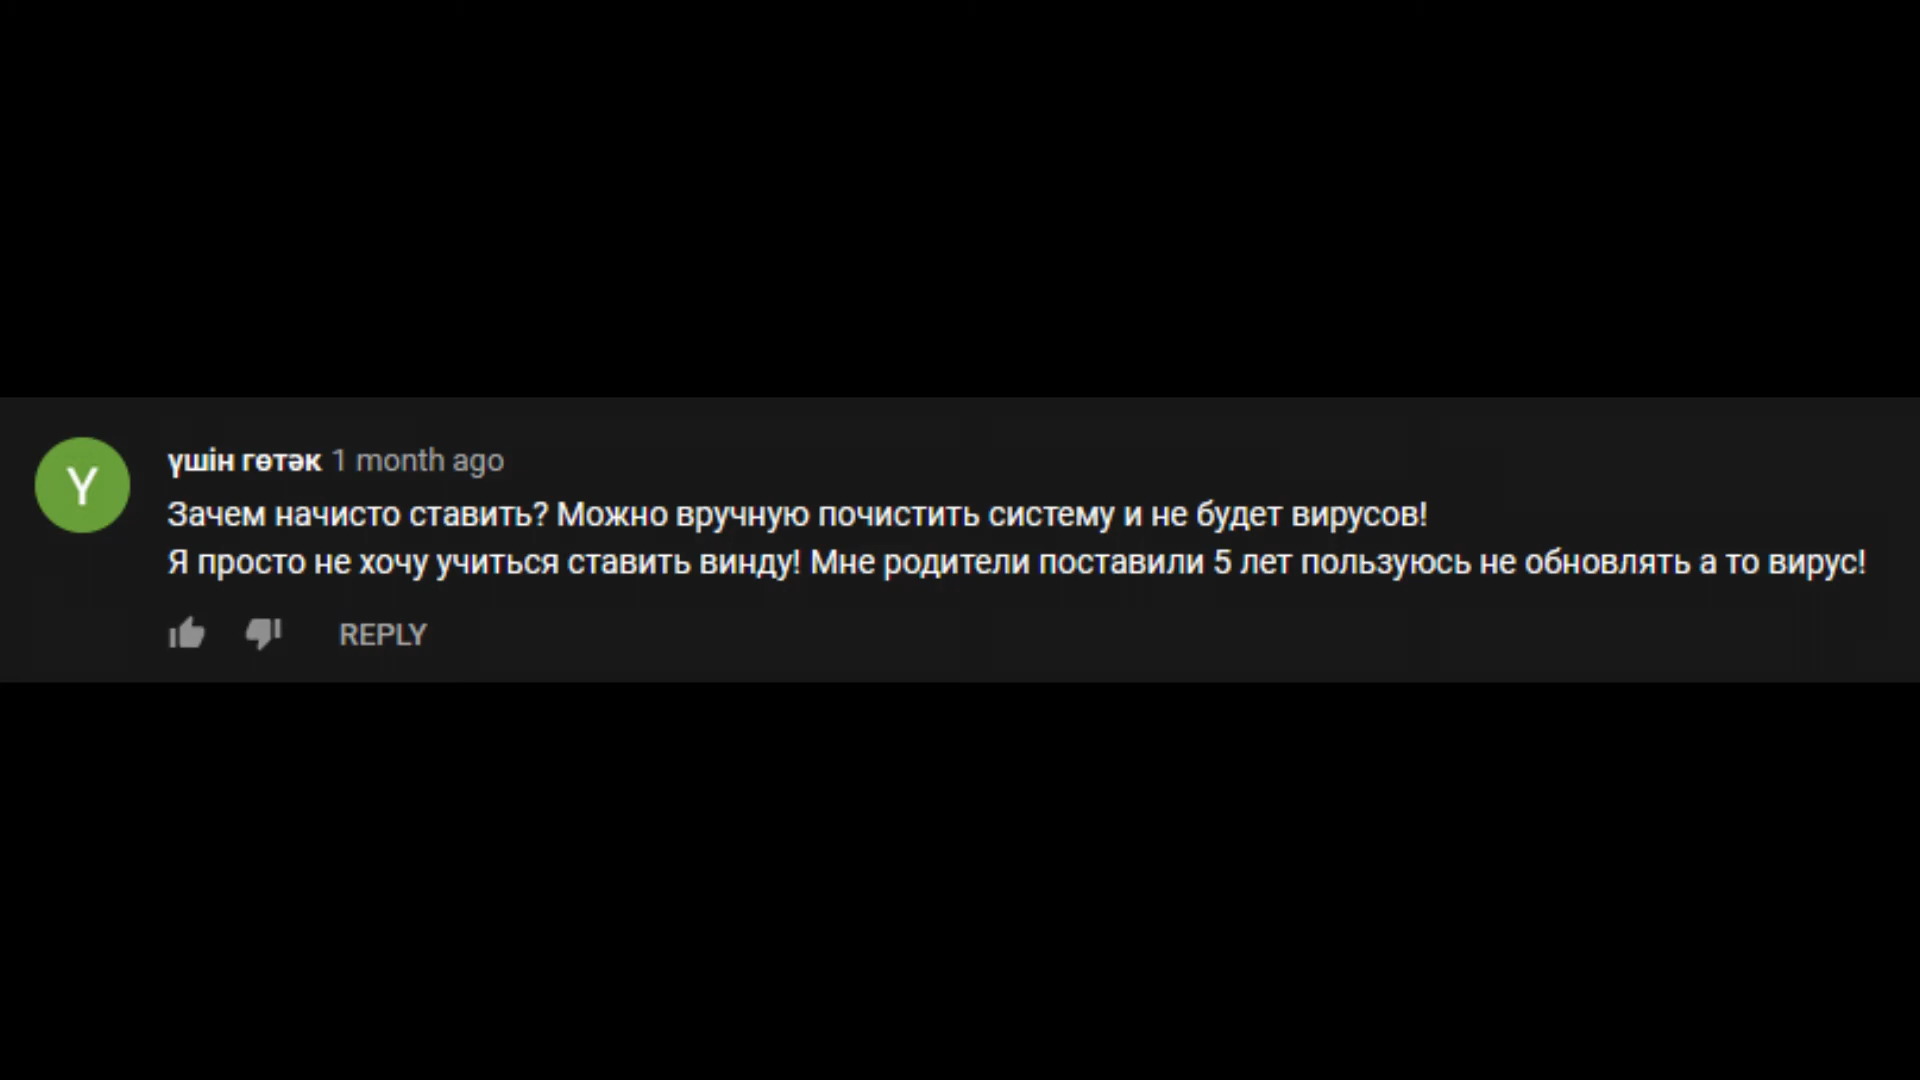 Y
үшін гөтәк 1 month ago
Зачем начисто ставить? Можно вручную почистить систему и не будет вирусов!
Я просто не хочу учиться ставить винду! Мне родители поставили 5 лет пользуюсь не обновлять а то вирус!
REPLY